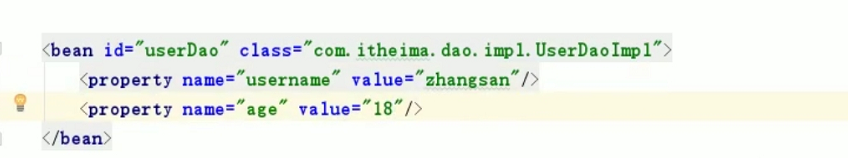 <bean id="userDao" class="com.itheima.dao.impl.UserDaoImpl">
<property name="username" value="zhangsan"/>
<property name="age" value="18"/>
</bean>